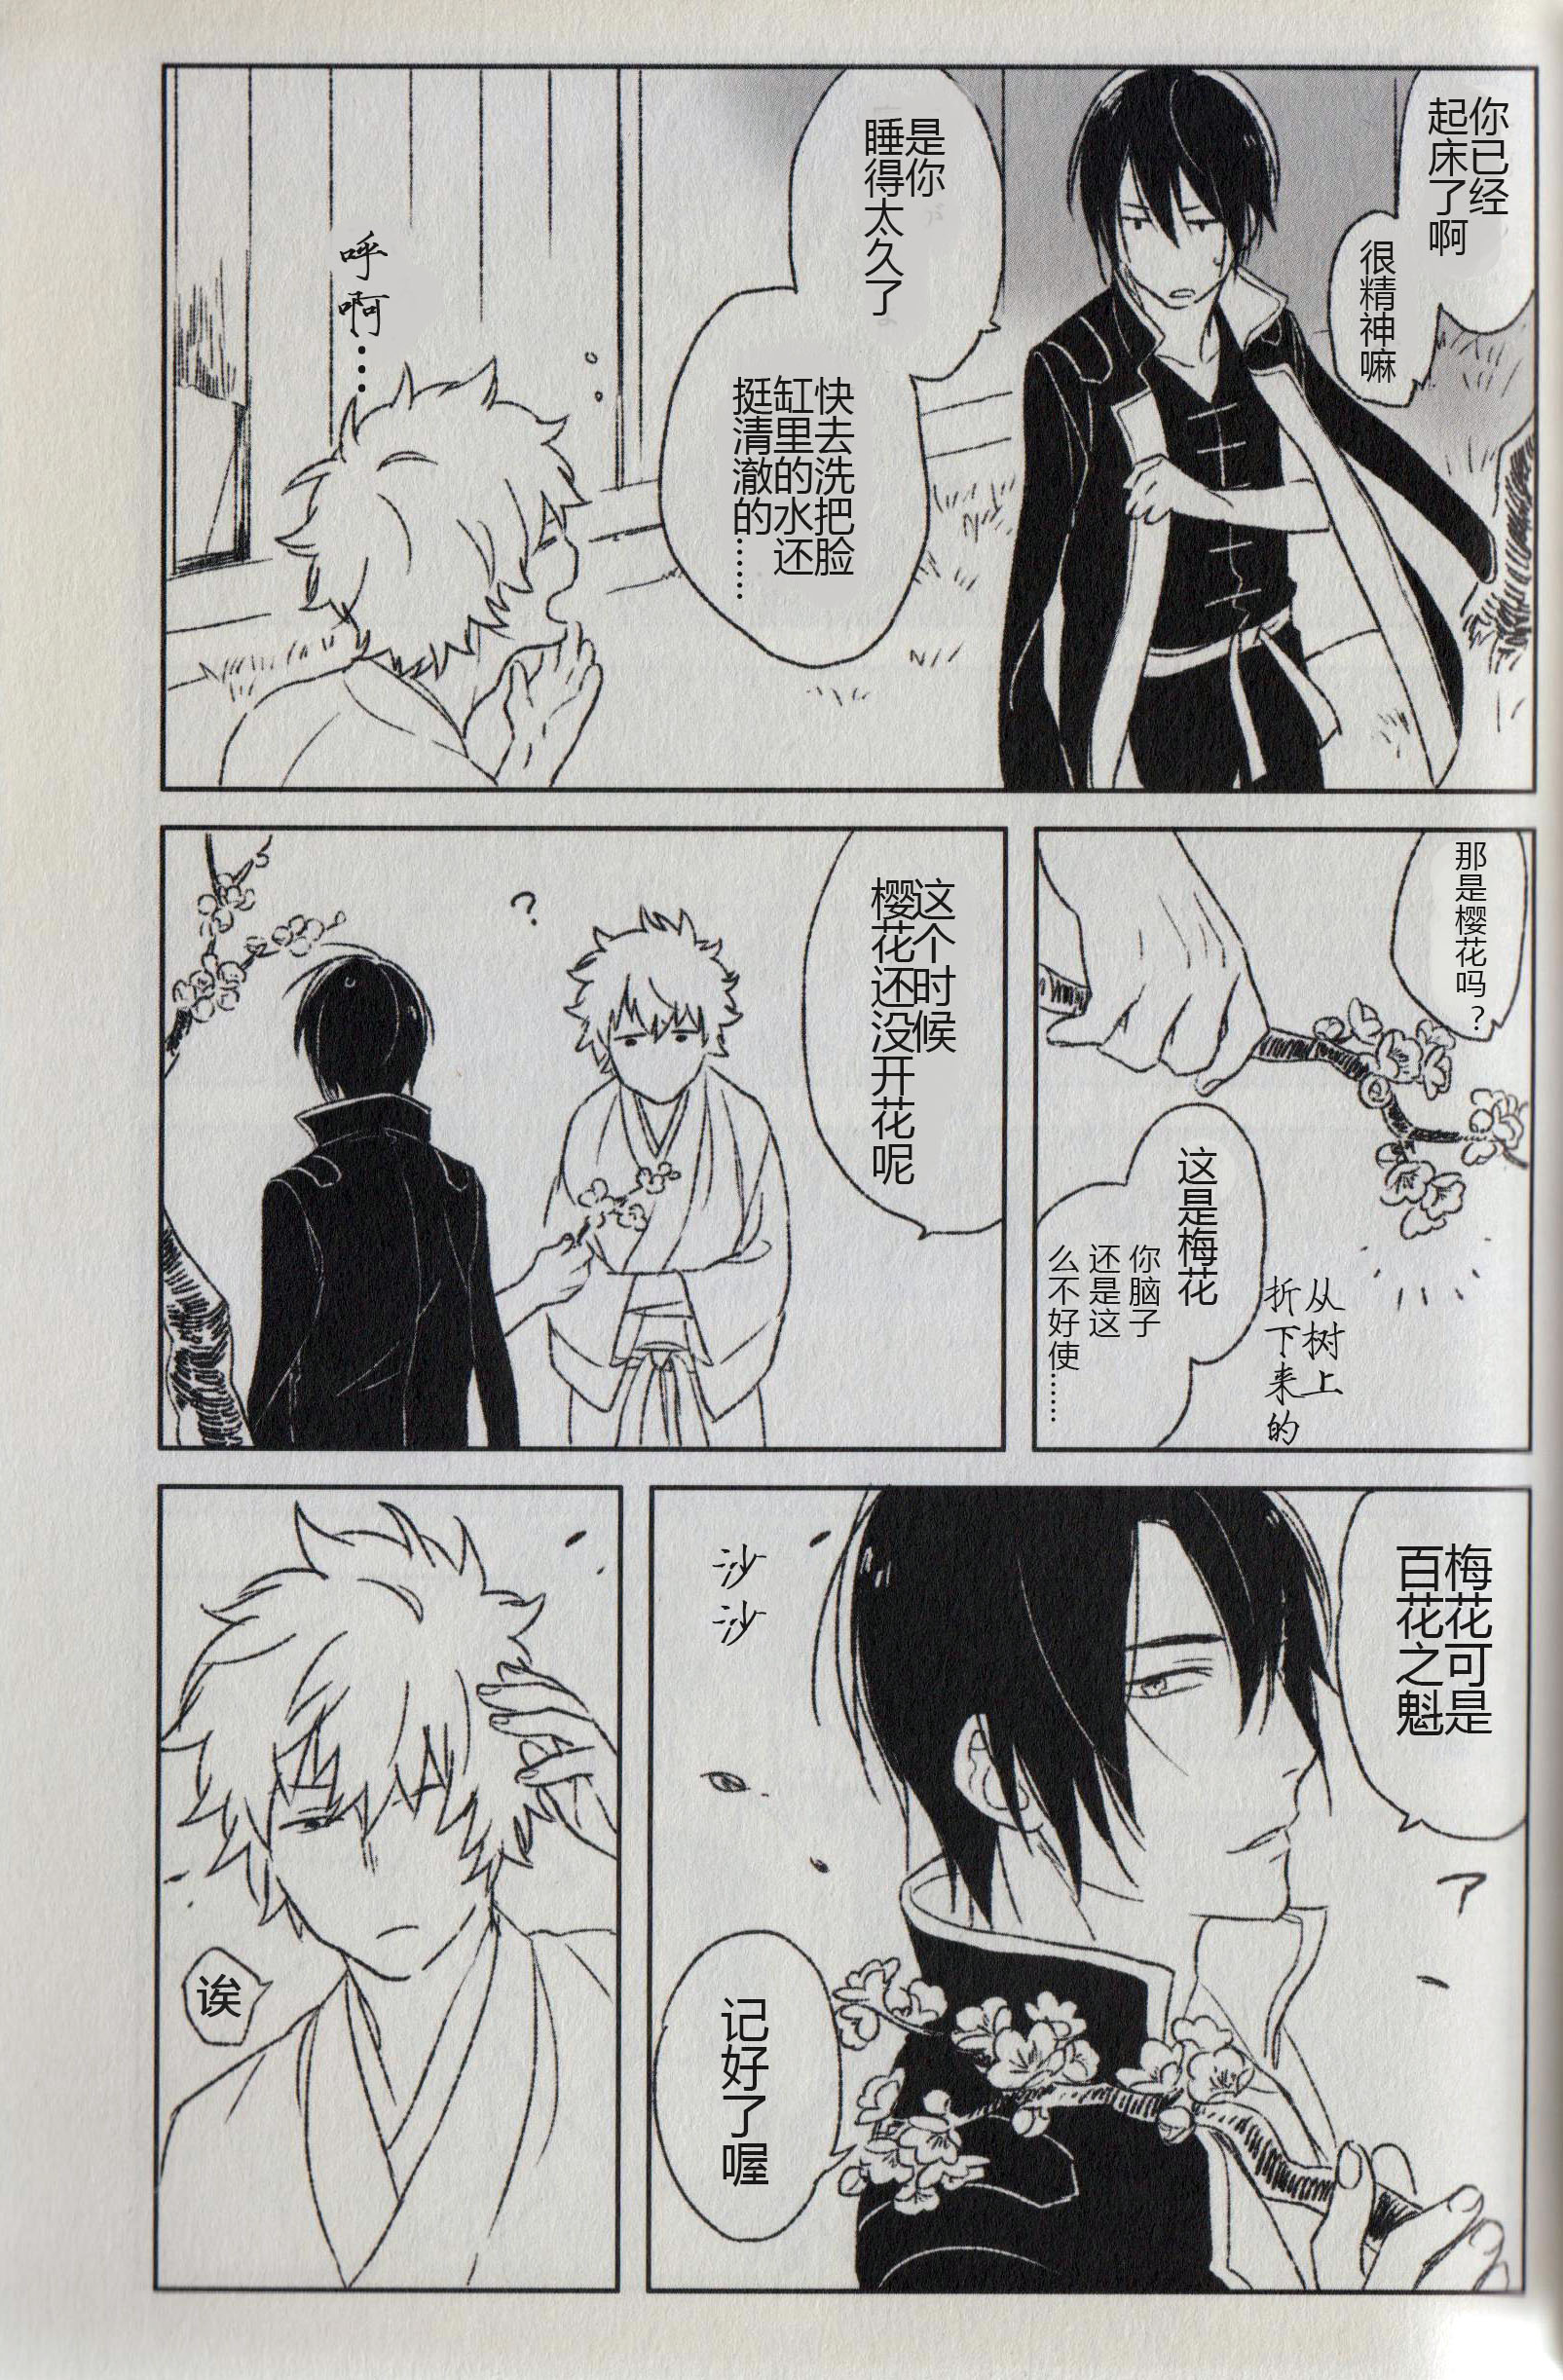 你已经
起床了啊
很精神嘛
是你
睡得太久了
快去洗把脸
缸里的水还
挺清澈的……
呼啊……
那是樱花吗？
从树上
折下来的
这是梅花
你脑子
还是这
么不好使……
这个时候
樱花还没开花呢
?
梅花可是
百花之魁
沙沙
记好了喔
诶